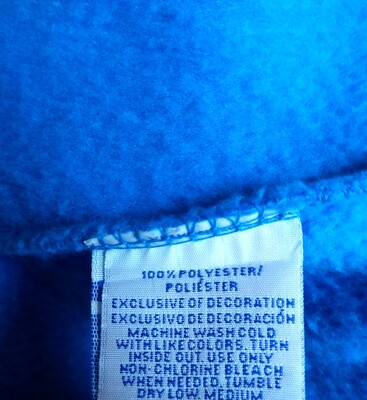 100% POLYESTER/
POLIÉSTER
EXCLUSIVE OF DECORATION
EXCLUSIVO DE DECORACIÓN
MACHINE WASH COLD
WITH LIKE COLORS. TURN
INSIDE OUT. USE ONLY
NON-CHLORINE BLEACH
WHEN NEEDED. TUMBLE
DRY LOW. MEDIUM